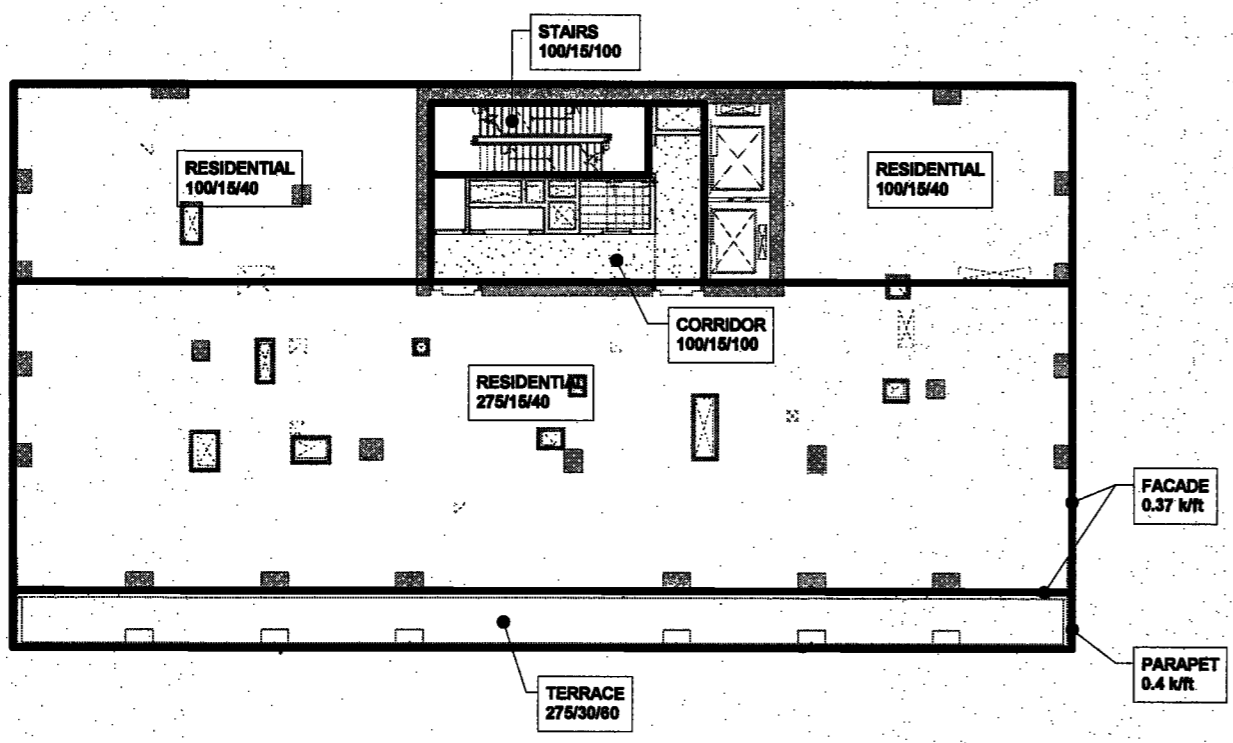 STAIRS
100/15/100
RESIDENTIAL
100/15/40
RESIDENTIAL
100/15/40
CORRIDOR
100/15/100
RESIDENTIAL
275/15/40
FACADE
0.37 k/ft
PARAPET
0.4 k/ft
TERRACE
275/30/60